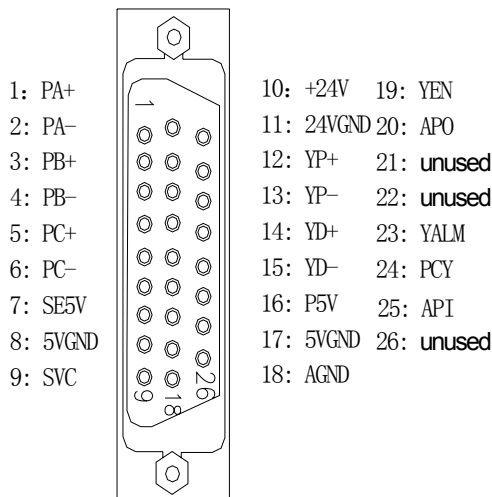 1: PA+
2: PA-
3: PB+
4: PB-
5: PC+
6: PC-
7: SE5V
8: 5VGND
9: SVC
1
9
18
26
10: +24V
11: 24VGND
12: YP+
13: YP-
14: YD+
15: YD-
16: P5V
17: 5VGND
18: AGND
19: YEN
20: APO
21: unused
22: unused
23: YALM
24: PCY
25: API
26: unused